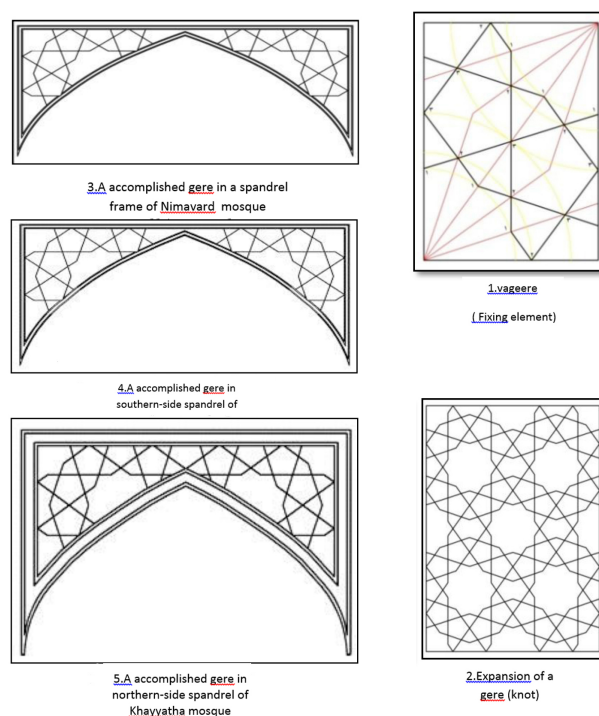 3.A accomplished gere in a spandrel
frame of Nimavard mosque
4.A accomplished gere in
southern-side spandrel of
5.A accomplished gere in
northern-side spandrel of
Khayyatha mosque
1.vageere
( Fixing element)
2.Expansion of a
gere (knot)